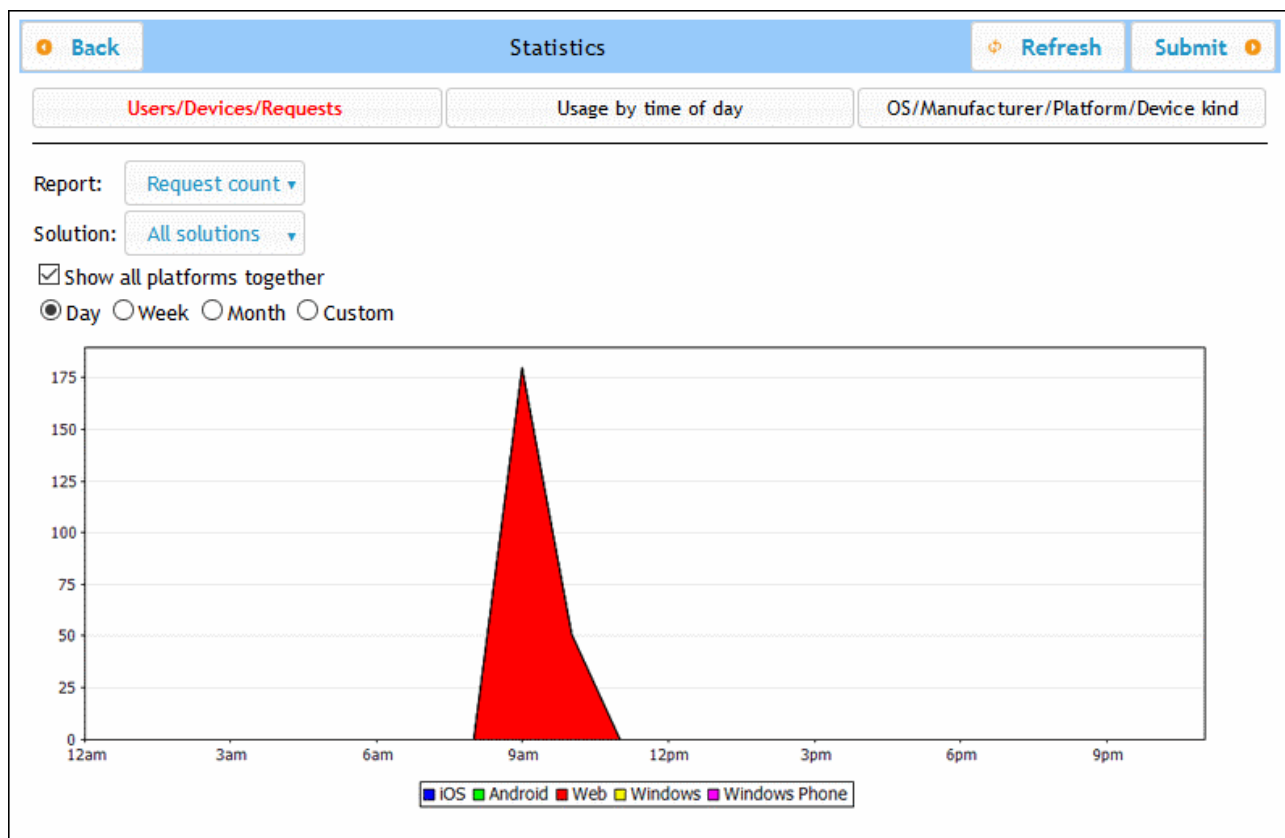 Back Statistics Refresh Submit
Users/Devices/Requests Usage by time of day OS/Manufacturer/Platform/Device kind
Report: Request count
Solution: All solutions
Show all platforms together
Day Week Month Custom
175
150
125
100
75
50
25
0
12am 3am 6am 9am 12pm 3pm 6pm 9pm
iOS Android Web Windows Windows Phone